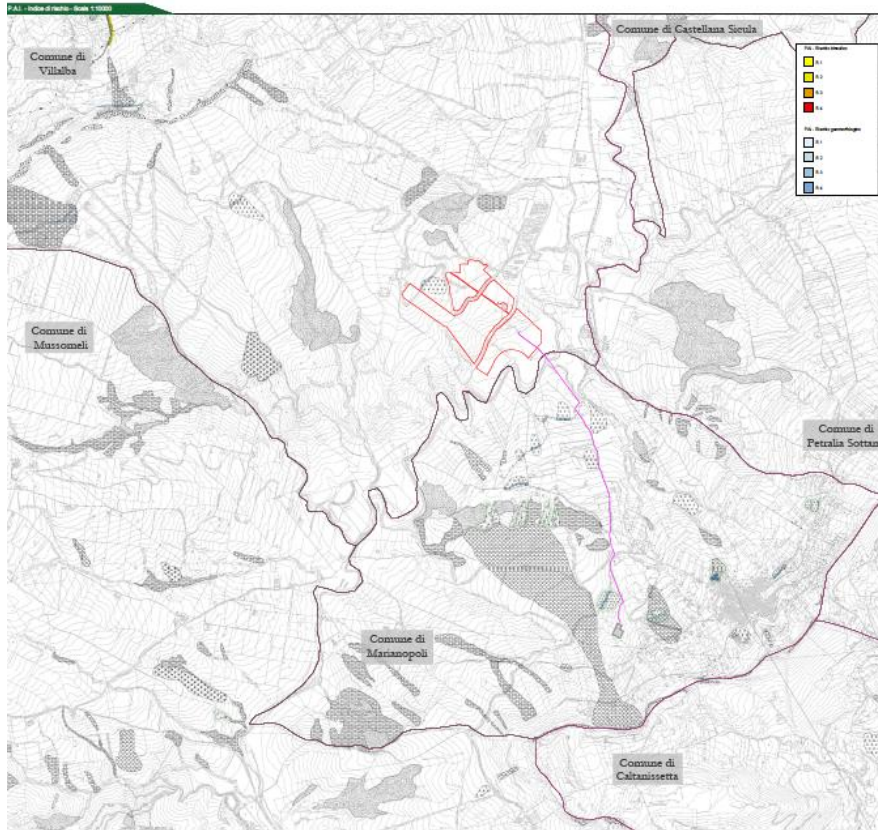 P.A.I. - Indice di rischio - Scala 1:10000
Comune di
Villalba
Comune di Castellana Sicula
R.1
R.2
R.3
R.4
R.1
R.2
R.3
R.4
Comune di
Mussomeli
Comune di
Petralia Sottan
Comune di
Marianopoli
Comune di
Caltanissetta